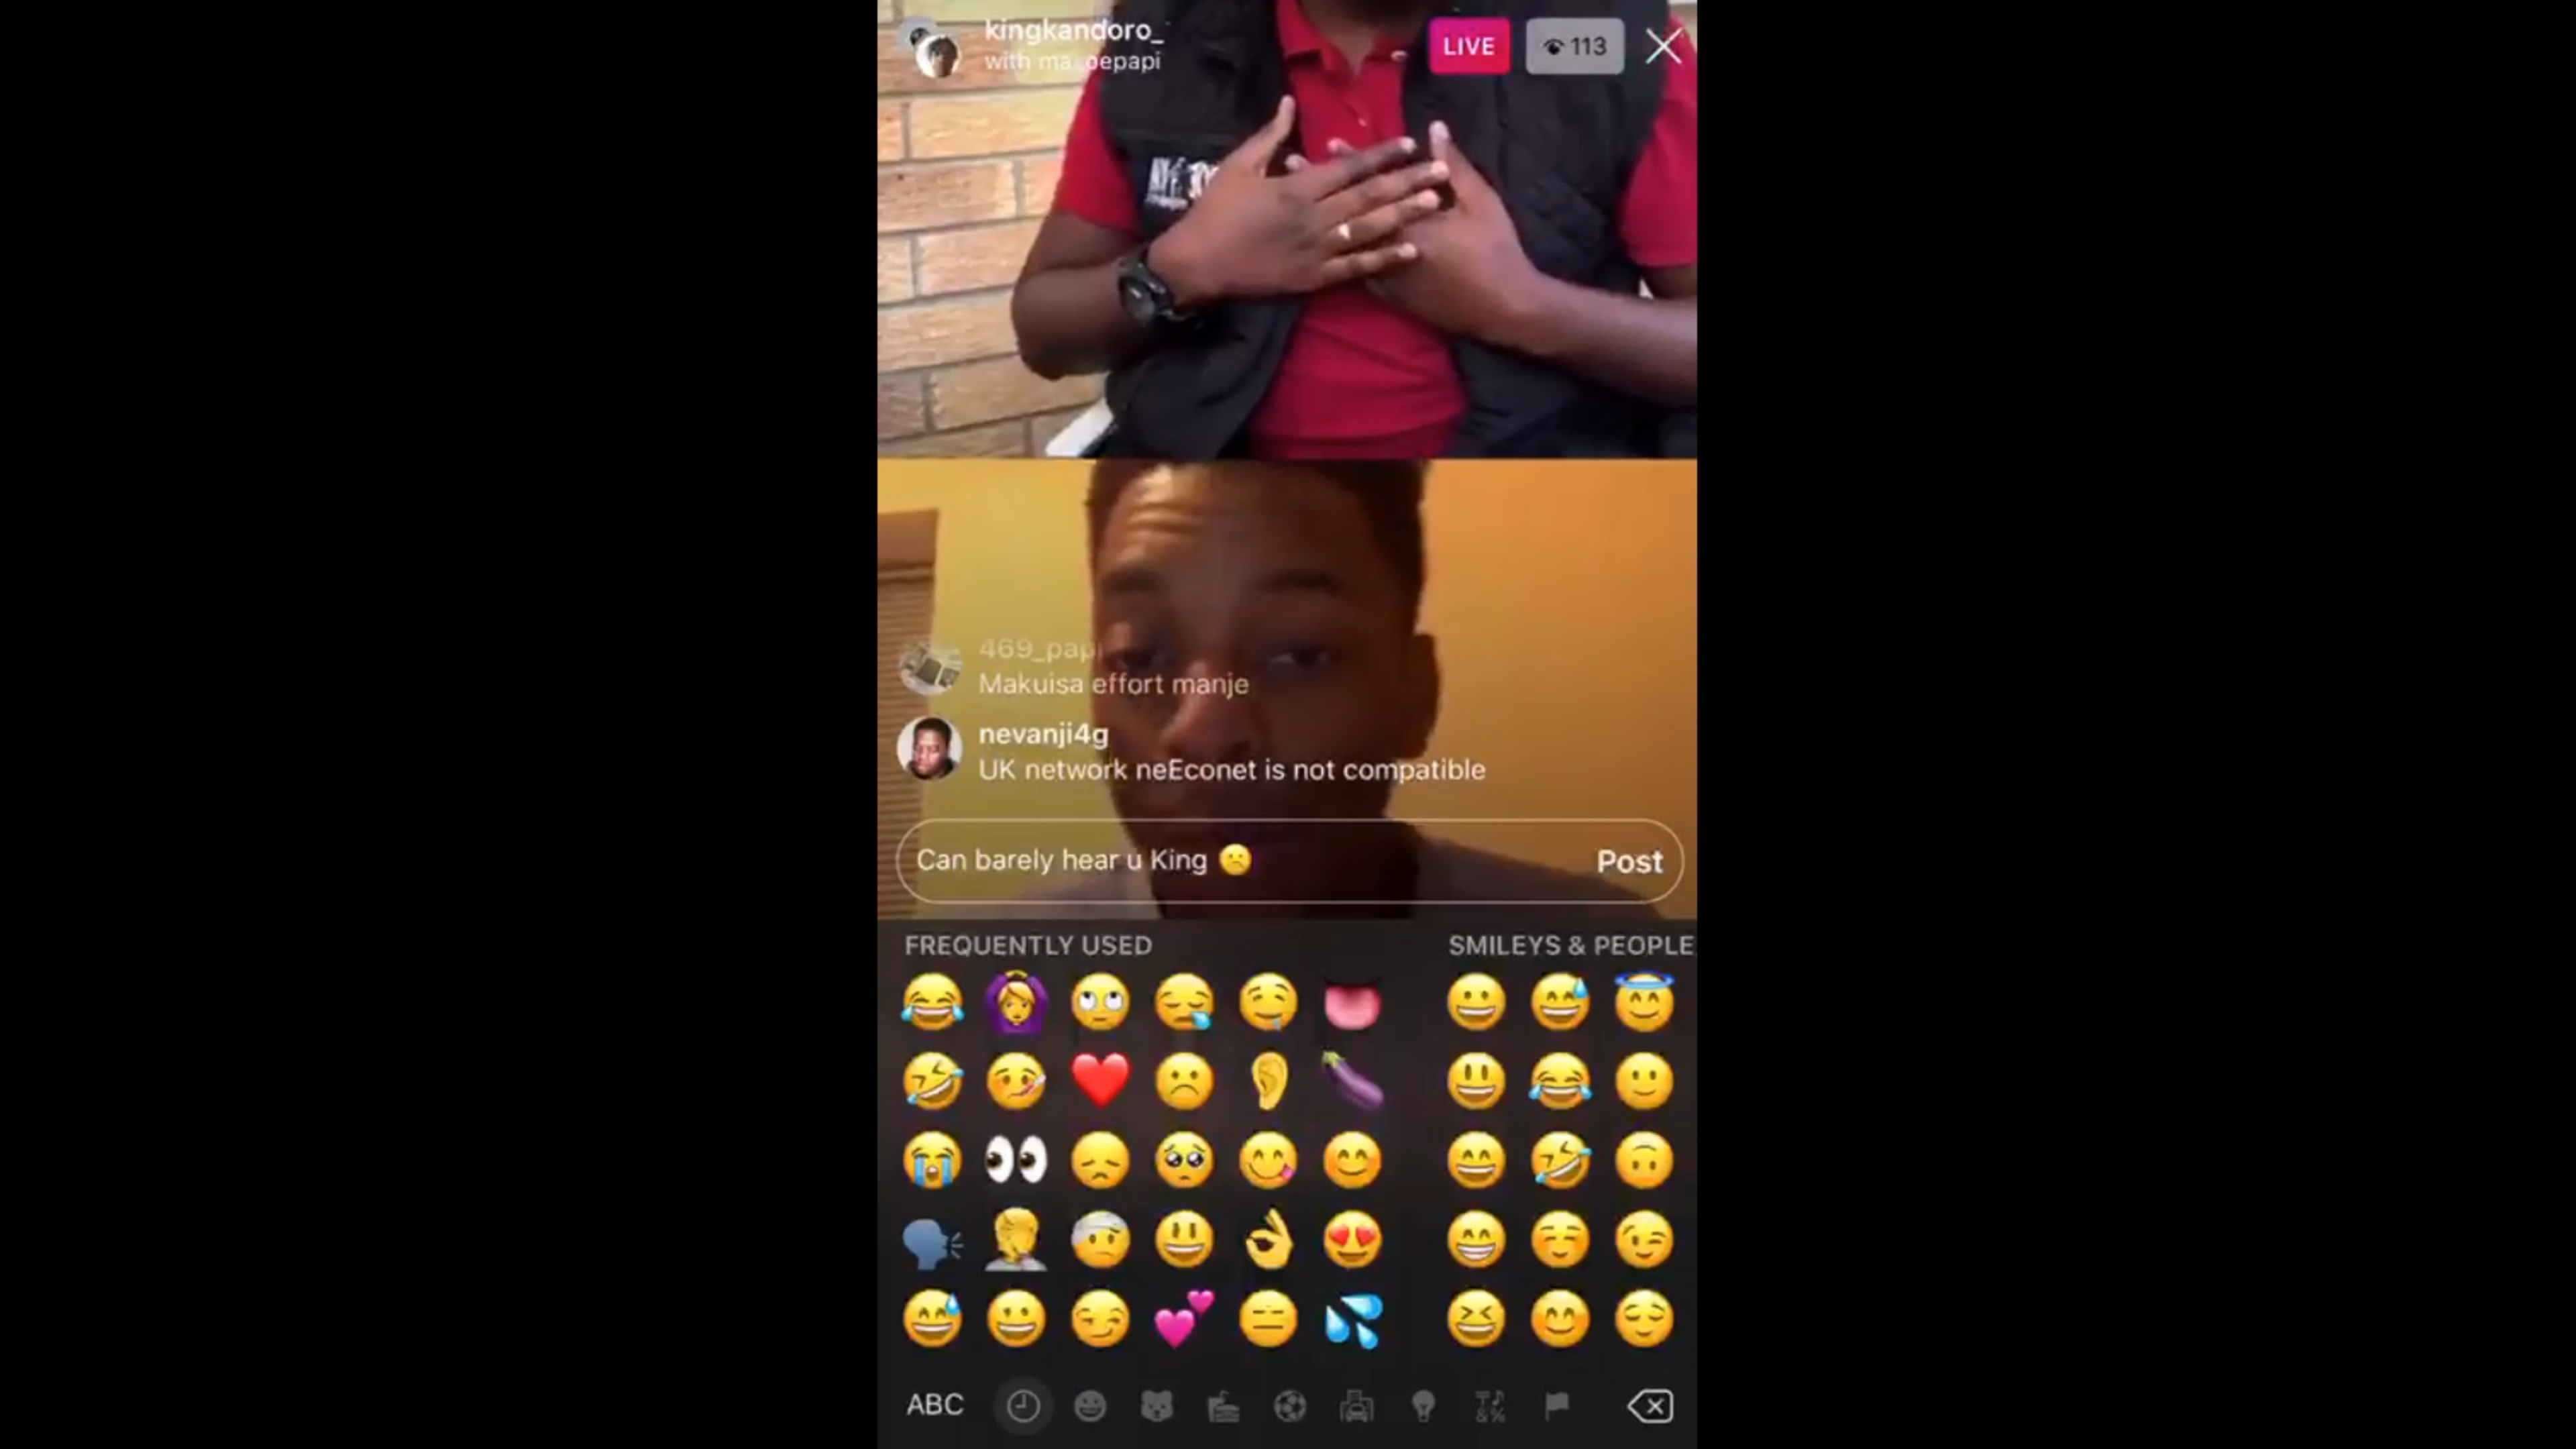 kingkandoro_
LIVE
113
469_papi
Makuisa effort manje
nevanji4g
UK network neEconet is not compatible
Can barely hear u King ☹️
Post
FREQUENTLY USED
SMILEYS & PEOPLE
ABC